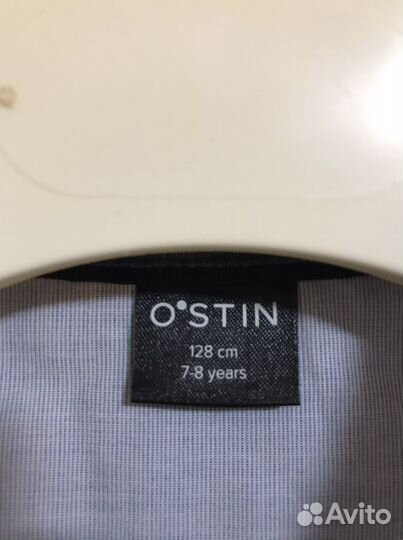 O'STIN
128 cm
7-8 years
Avito